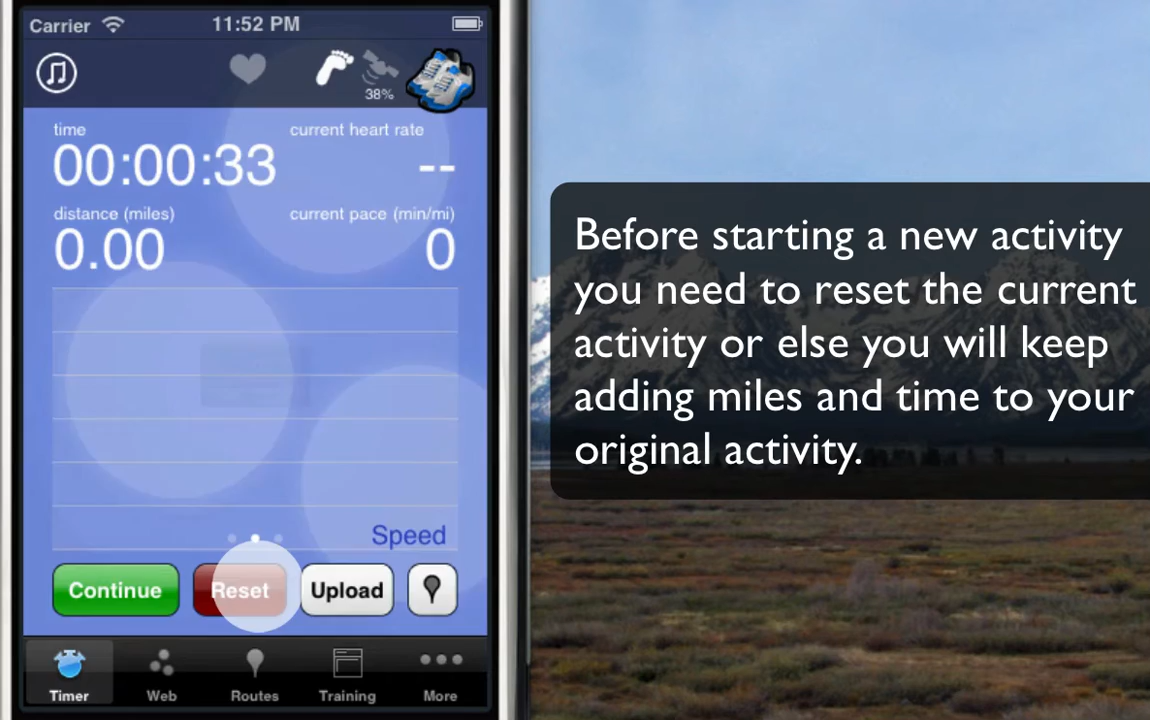 Carrier 11:52 PM
38%
time current heart rate
00:00:33 --
distance (miles) current pace (min/mi)
0.00 0
Speed
Continue Reset Upload
Timer Web Routes Training More
Before starting a new activity
you need to reset the current
activity or else you will keep
adding miles and time to your
original activity.